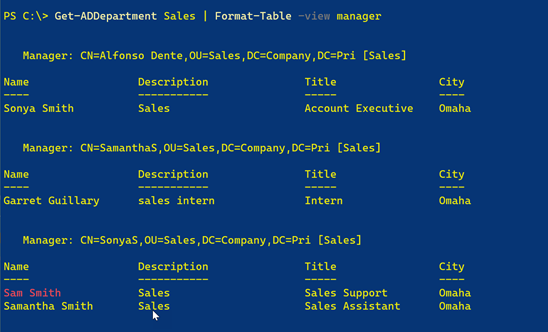 PS C:\> Get-ADDepartment Sales | Format-Table -view manager
Manager: CN=Alfonso Dente,OU=Sales,DC=Company,DC=Pri [Sales]
Name Description Title City
---- ----------- ----- ----
Sonya Smith Sales Account Executive Omaha
Manager: CN=SamanthaS,OU=Sales,DC=Company,DC=Pri [Sales]
Name Description Title City
---- ----------- ----- ----
Garret Guillary sales intern Intern Omaha
Manager: CN=SonyaS,OU=Sales,DC=Company,DC=Pri [Sales]
Name Description Title City
---- ----------- ----- ----
Sam Smith Sales Sales Support Omaha
Samantha Smith Sales Sales Assistant Omaha